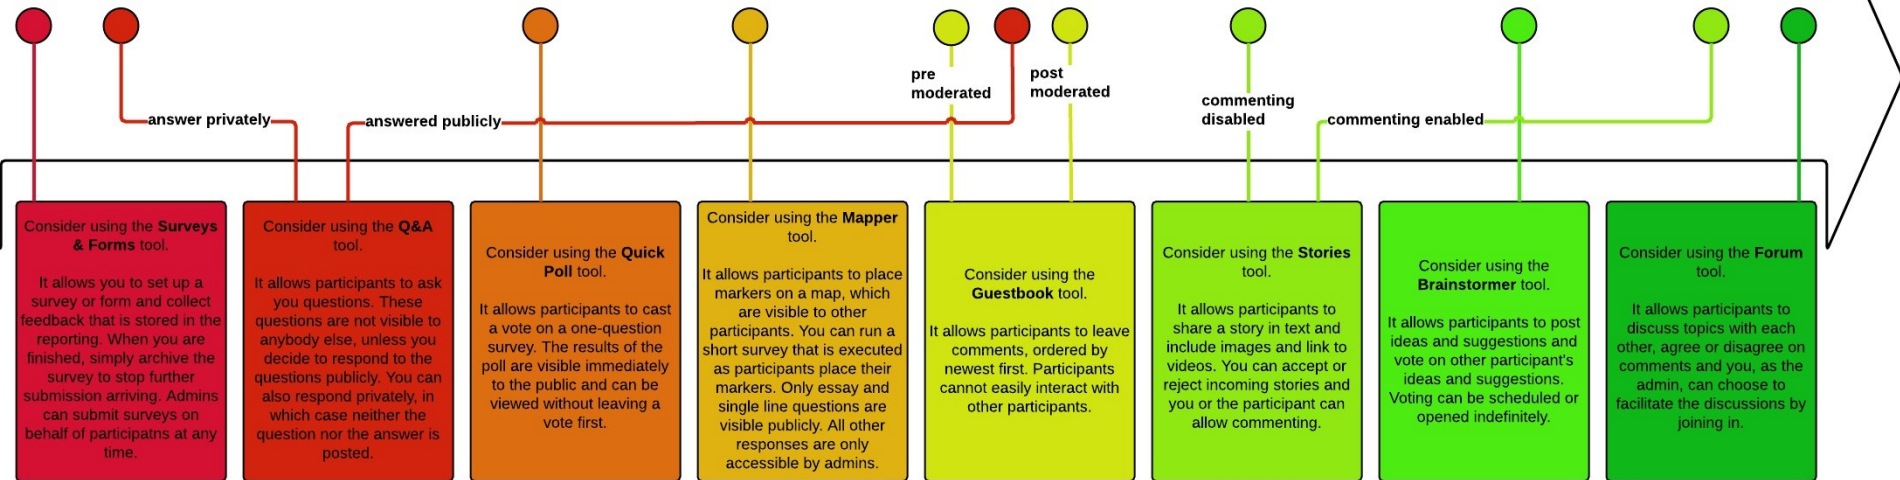 pre
moderated
post
moderated
commenting
disabled
answer privately
answered publicly
commenting enabled
Consider using the Surveys
& Forms tool.
It allows you to set up a
survey or form and collect
feedback that is stored in the
reporting. When you are
finished, simply archive the
survey to stop further
submission arriving. Admins
can submit surveys on
behalf of participatns at any
time.
Consider using the Q&A
tool.
It allows participants to ask
you questions. These
questions are not visible to
anybody else, unless you
decide to respond to the
questions publicly. You can
also respond privately, in
which case neither the
question nor the answer is
posted.
Consider using the Quick
Poll tool.
It allows participants to cast
a vote on a one-question
survey. The results of the
poll are visible immediately
to the public and can be
viewed without leaving a
vote first.
Consider using the Mapper
tool.
It allows participants to place
markers on a map, which
are visible to other
participants. You can run a
short survey that is executed
as participants place their
markers. Only essay and
single line questions are
visible publicly. All other
responses are only
accessible by admins.
Consider using the
Guestbook tool.
It allows participants to leave
comments, ordered by
newest first. Participants
cannot easily interact with
other participants.
Consider using the Stories
tool.
It allows participants to
share a story in text and
include images and link to
videos. You can accept or
reject incoming stories and
you or the participant can
allow commenting.
Consider using the
Brainstormer tool.
It allows participants to post
ideas and suggestions and
vote on other participant's
ideas and suggestions.
Voting can be scheduled or
opened indefinitely.
Consider using the Forum
tool.
It allows participants to
discuss topics with each
other, agree or disagree on
comments and you, as the
admin, can choose to
facilitate the discussions by
joining in.